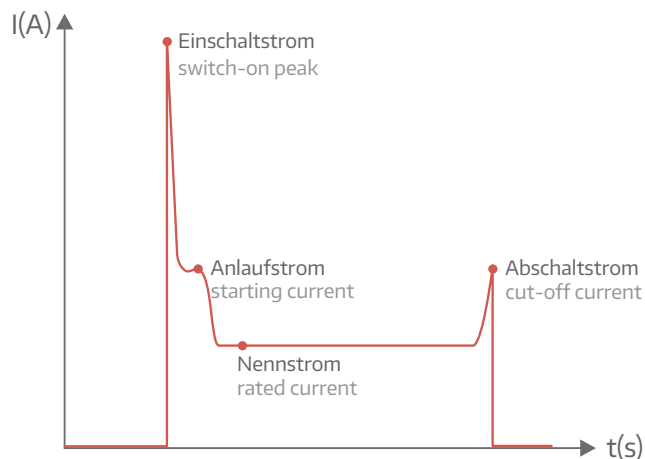 I(A)
Einschaltstrom
switch-on peak
Anlaufstrom
starting current
Abschaltstrom
cut-off current
Nennstrom
rated current
t(s)